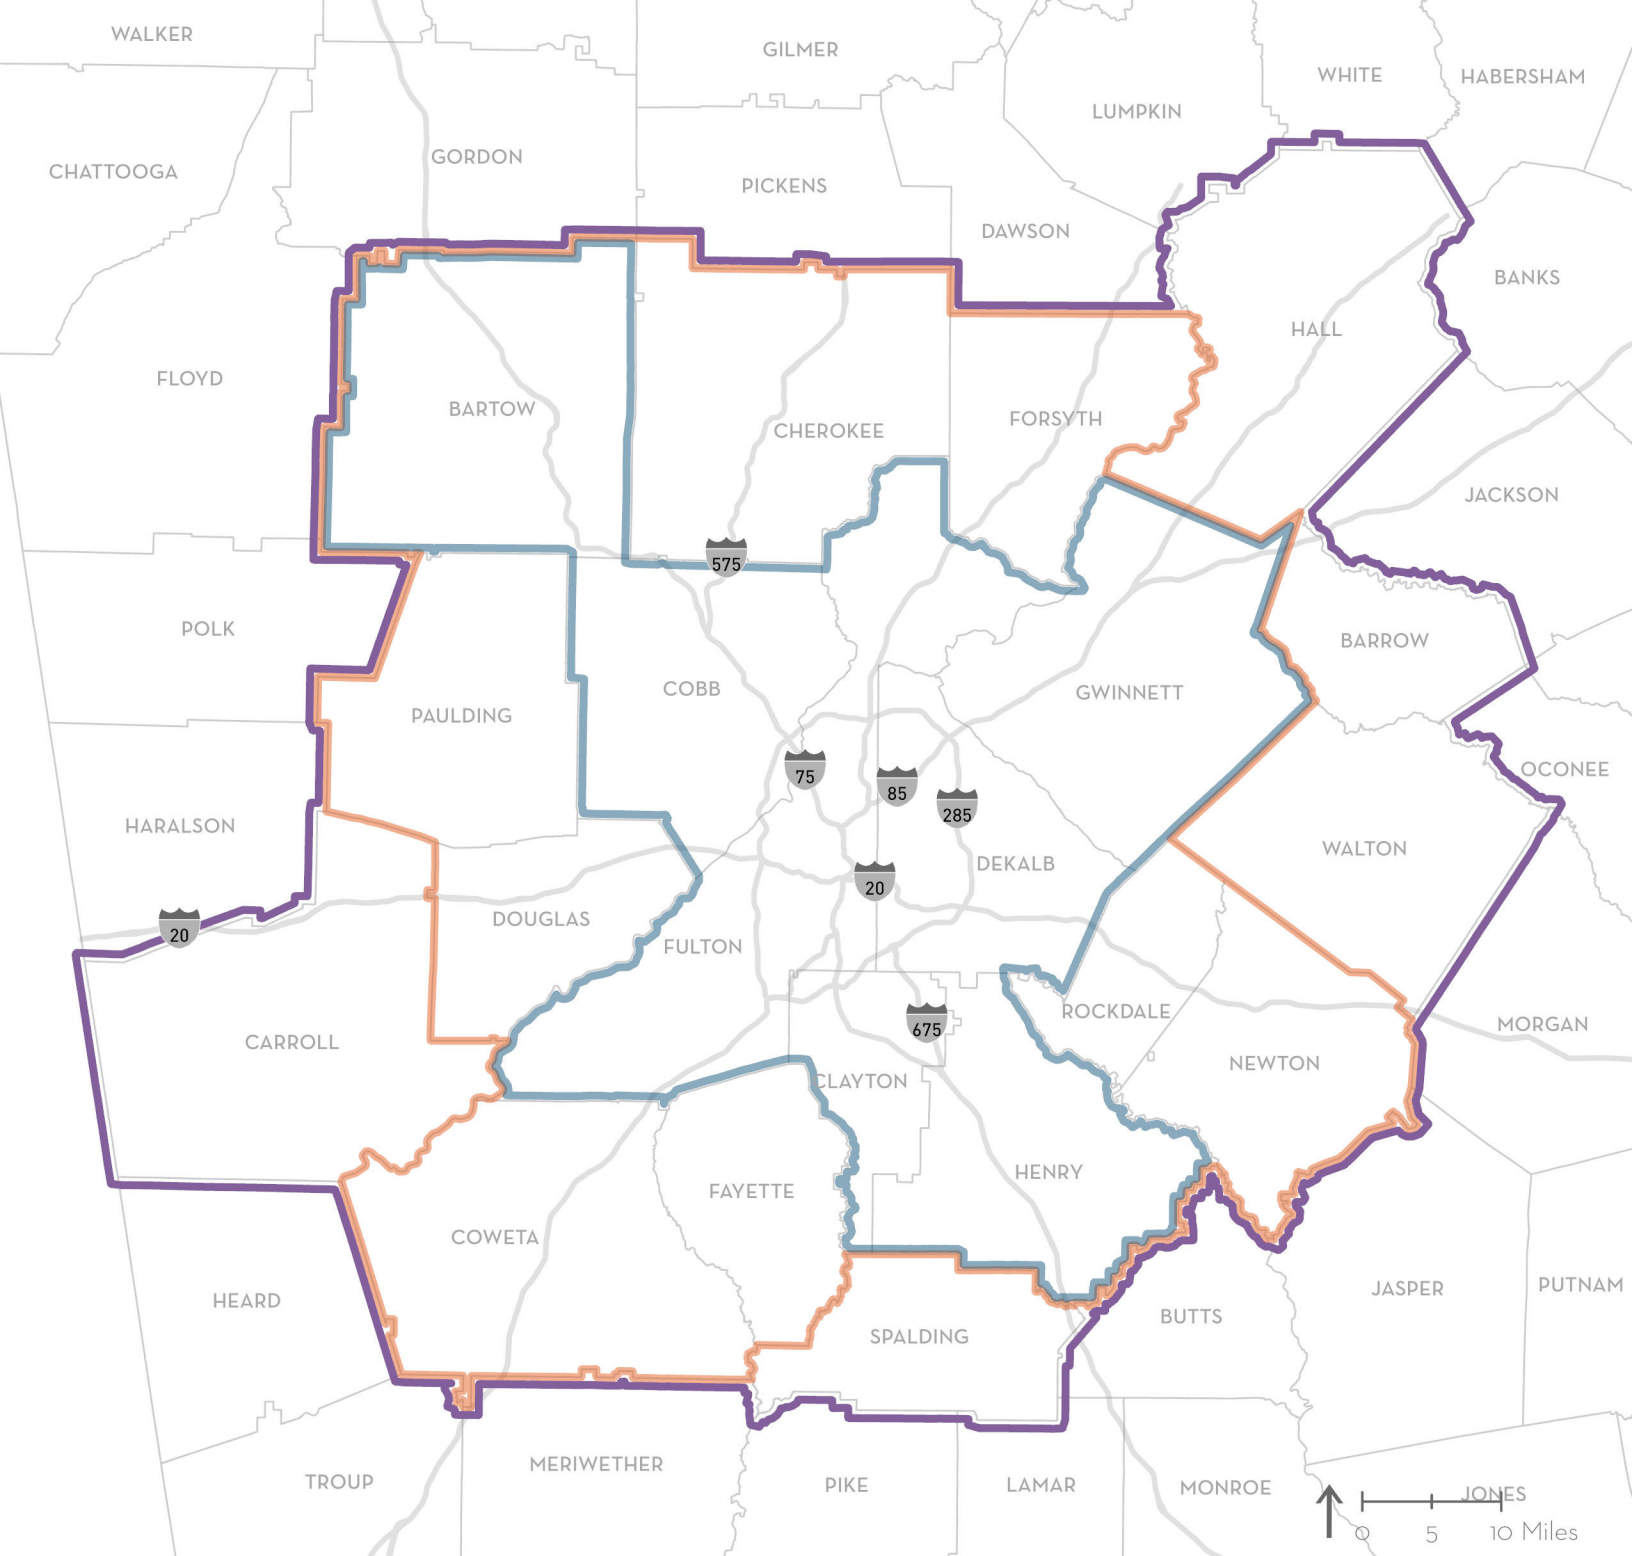 WALKER
GILMER
WHITE
HABERSHAM
LUMPKIN
GORDON
CHATTOOGA
PICKENS
DAWSON
BANKS
HALL
FLOYD
BARTOW
FORSYTH
CHEROKEE
JACKSON
575
POLK
BARROW
COBB
GWINNETT
PAULDING
OCONEE
75
85
285
HARALSON
WALTON
DEKALB
20
DOUGLAS
20
FULTON
ROCKDALE
675
MORGAN
CARROLL
NEWTON
CLAYTON
HENRY
FAYETTE
COWETA
JASPER
PUTNAM
HEARD
BUTTS
SPALDING
MERIWETHER
TROUP
PIKE
LAMAR
MONROE
JONES
0 5 10 Miles